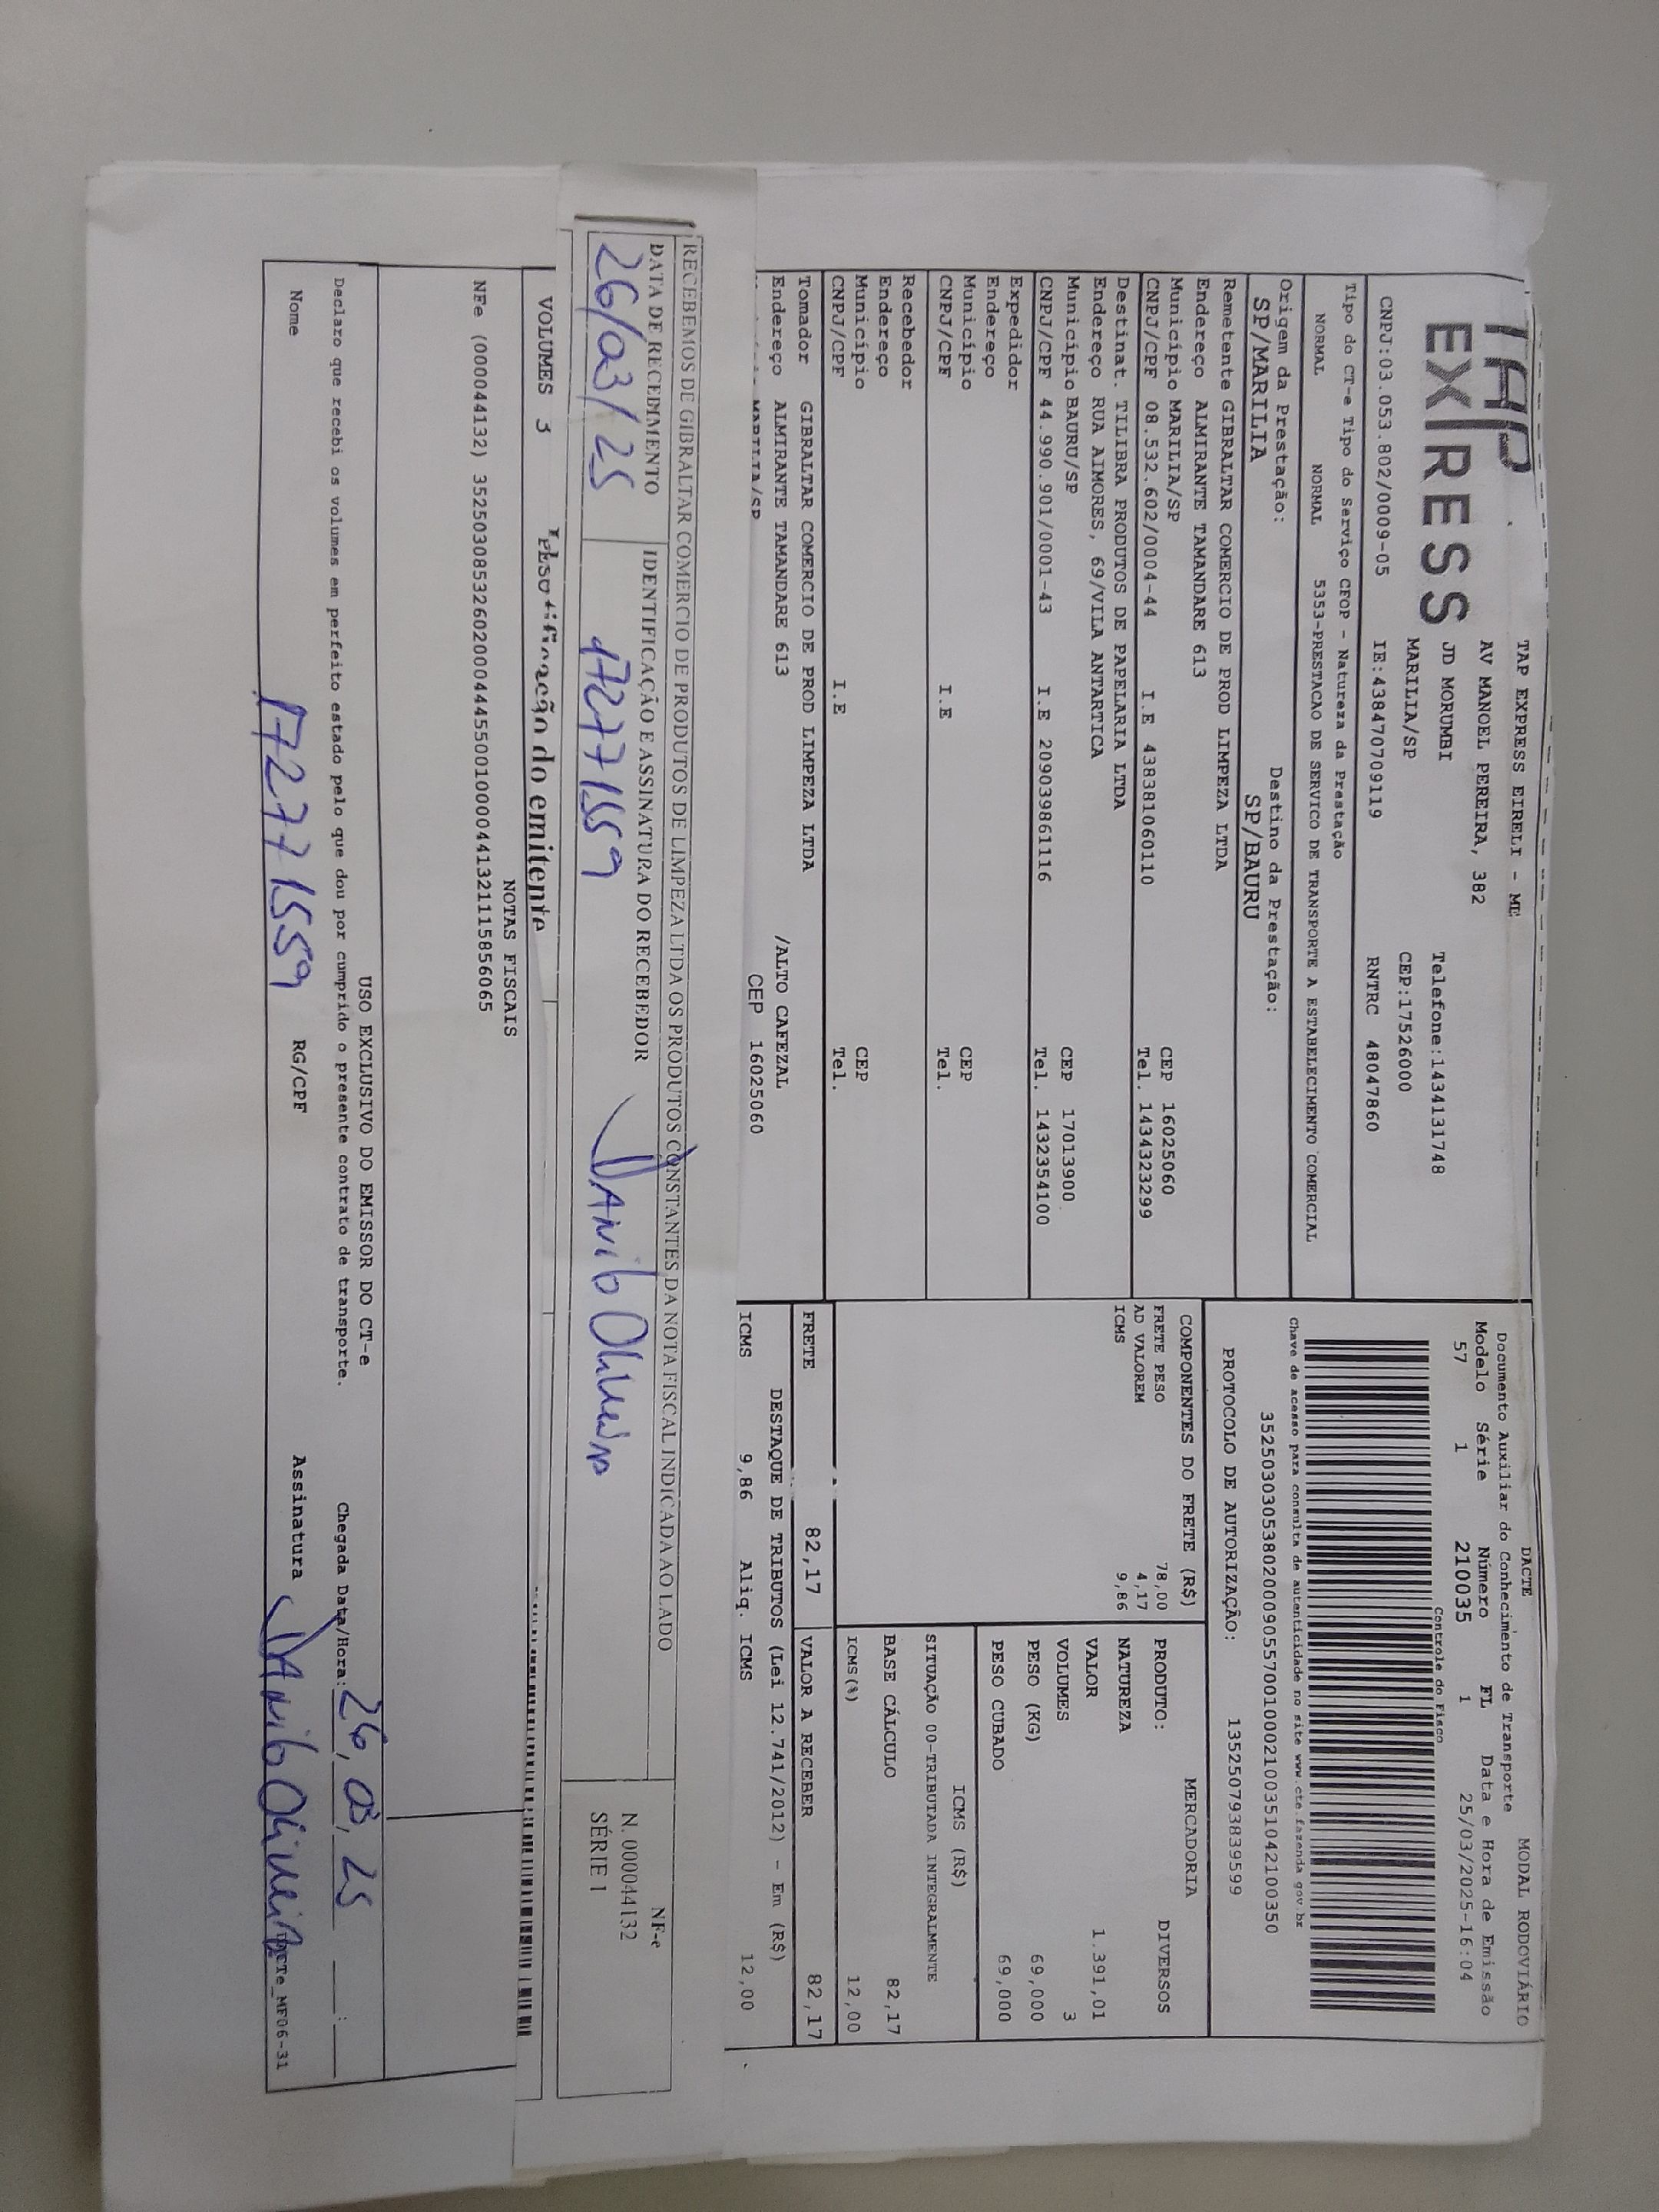 TAP
EXPRESS
TAP EXPRESS EIRELI - ME
AV MANOEL PEREIRA, 382
JD MORUMBI Telefone:1434131748
MARILIA/SP CEP:17526000
CNPJ:03.053.802/0009-05 IE:438470709119 RNTRC 48047860
Tipo do CT-e Tipo do Serviço CFOP - Natureza da Prestação
NORMAL NORMAL 5353-PRESTACAO DE SERVICO DE TRANSPORTE A ESTABELECIMENTO COMERCIAL
Origem da Prestação: Destino da Prestação:
SP/MARILIA SP/BAURU
Remetente GIBRALTAR COMERCIO DE PROD LIMPEZA LTDA
Endereço ALMIRANTE TAMANDARE 613
Município MARILIA/SP CEP 16025060
CNPJ/CPF 08.532.602/0004-44 I.E 438381060110 Tel. 1434323299
Destinat. TILIBRA PRODUTOS DE PAPELARIA LTDA
Endereço RUA AIMORES, 69/VILA ANTARTICA
Município BAURU/SP CEP 17013900
CNPJ/CPF 44.990.901/0001-43 I.E 209039861116 Tel. 1432354100
Expedidor
Endereço
Município CEP
CNPJ/CPF I.E Tel.
Recebedor
Endereço
Município CEP
CNPJ/CPF I.E Tel.
Tomador GIBRALTAR COMERCIO DE PROD LIMPEZA LTDA
Endereço ALMIRANTE TAMANDARE 613 /ALTO CAFEZAL
MARILIA/SP CEP 16025060
DACTE MODAL RODOVIÁRIO
Documento Auxiliar do Conhecimento de Transporte
Modelo Série Número FL Data e Hora de Emissão
57 1 210035 1 25/03/2025-16:04
Controle do Fisco
Chave de acesso para consulta de autenticidade no site www.cte.fazenda.gov.br
35250303053802000905570010002100351042100350
PROTOCOLO DE AUTORIZAÇÃO: 135250793839599
COMPONENTES DO FRETE (R$)
FRETE PESO 78,00
AD VALOREM 4,17
ICMS 9,86
MERCADORIA
PRODUTO: DIVERSOS
NATUREZA
VALOR 1.391,01
VOLUMES 3
PESO (KG) 69,000
PESO CUBADO 69,000
ICMS (R$)
SITUAÇÃO 00-TRIBUTADA INTEGRALMENTE
BASE CÁLCULO 82,17
ICMS(%) 12,00
FRETE 82,17 VALOR A RECEBER 82,17
DESTAQUE DE TRIBUTOS (Lei 12.741/2012) - Em (R$)
ICMS 9,86 Aliq. ICMS 12,00
RECEBEMOS DE GIBRALTAR COMERCIO DE PRODUTOS DE LIMPEZA LTDA OS PRODUTOS CONSTANTES DA NOTA FISCAL INDICADA AO LADO
DATA DE RECEBIMENTO IDENTIFICAÇÃO E ASSINATURA DO RECEBEDOR
26/03/25 172771559 Danilo Oliveira
NF-e
N. 000044132
SÉRIE 1
VOLUMES 3
do emitente
NOTAS FISCAIS
NFe (000044132) 35250308532602000444550010000441321115856065
USO EXCLUSIVO DO EMISSOR DO CT-e
Declaro que recebi os volumes em perfeito estado pelo que dou por cumprido o presente contrato de transporte. Chegada Data/Hora: 26, 03, 25
Nome 17277 1559 RG/CPF Assinatura Danilo Oliveira
MF06-31